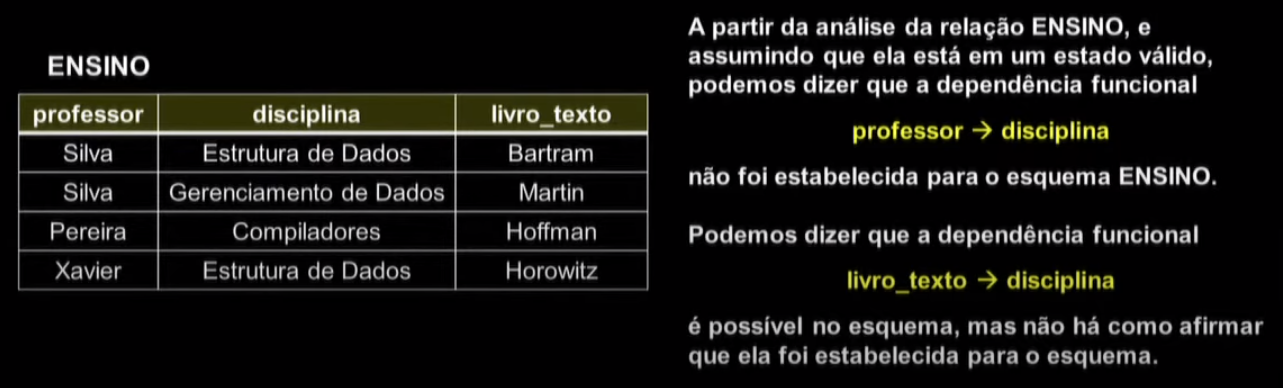 ENSINO
professor disciplina livro_texto
Silva Estrutura de Dados Bartram
Silva Gerenciamento de Dados Martin
Pereira Compiladores Hoffman
Xavier Estrutura de Dados Horowitz
A partir da análise da relação ENSINO, e
assumindo que ela está em um estado válido,
podemos dizer que a dependência funcional
professor → disciplina
não foi estabelecida para o esquema ENSINO.
Podemos dizer que a dependência funcional
livro_texto → disciplina
é possível no esquema, mas não há como afirmar
que ela foi estabelecida para o esquema.